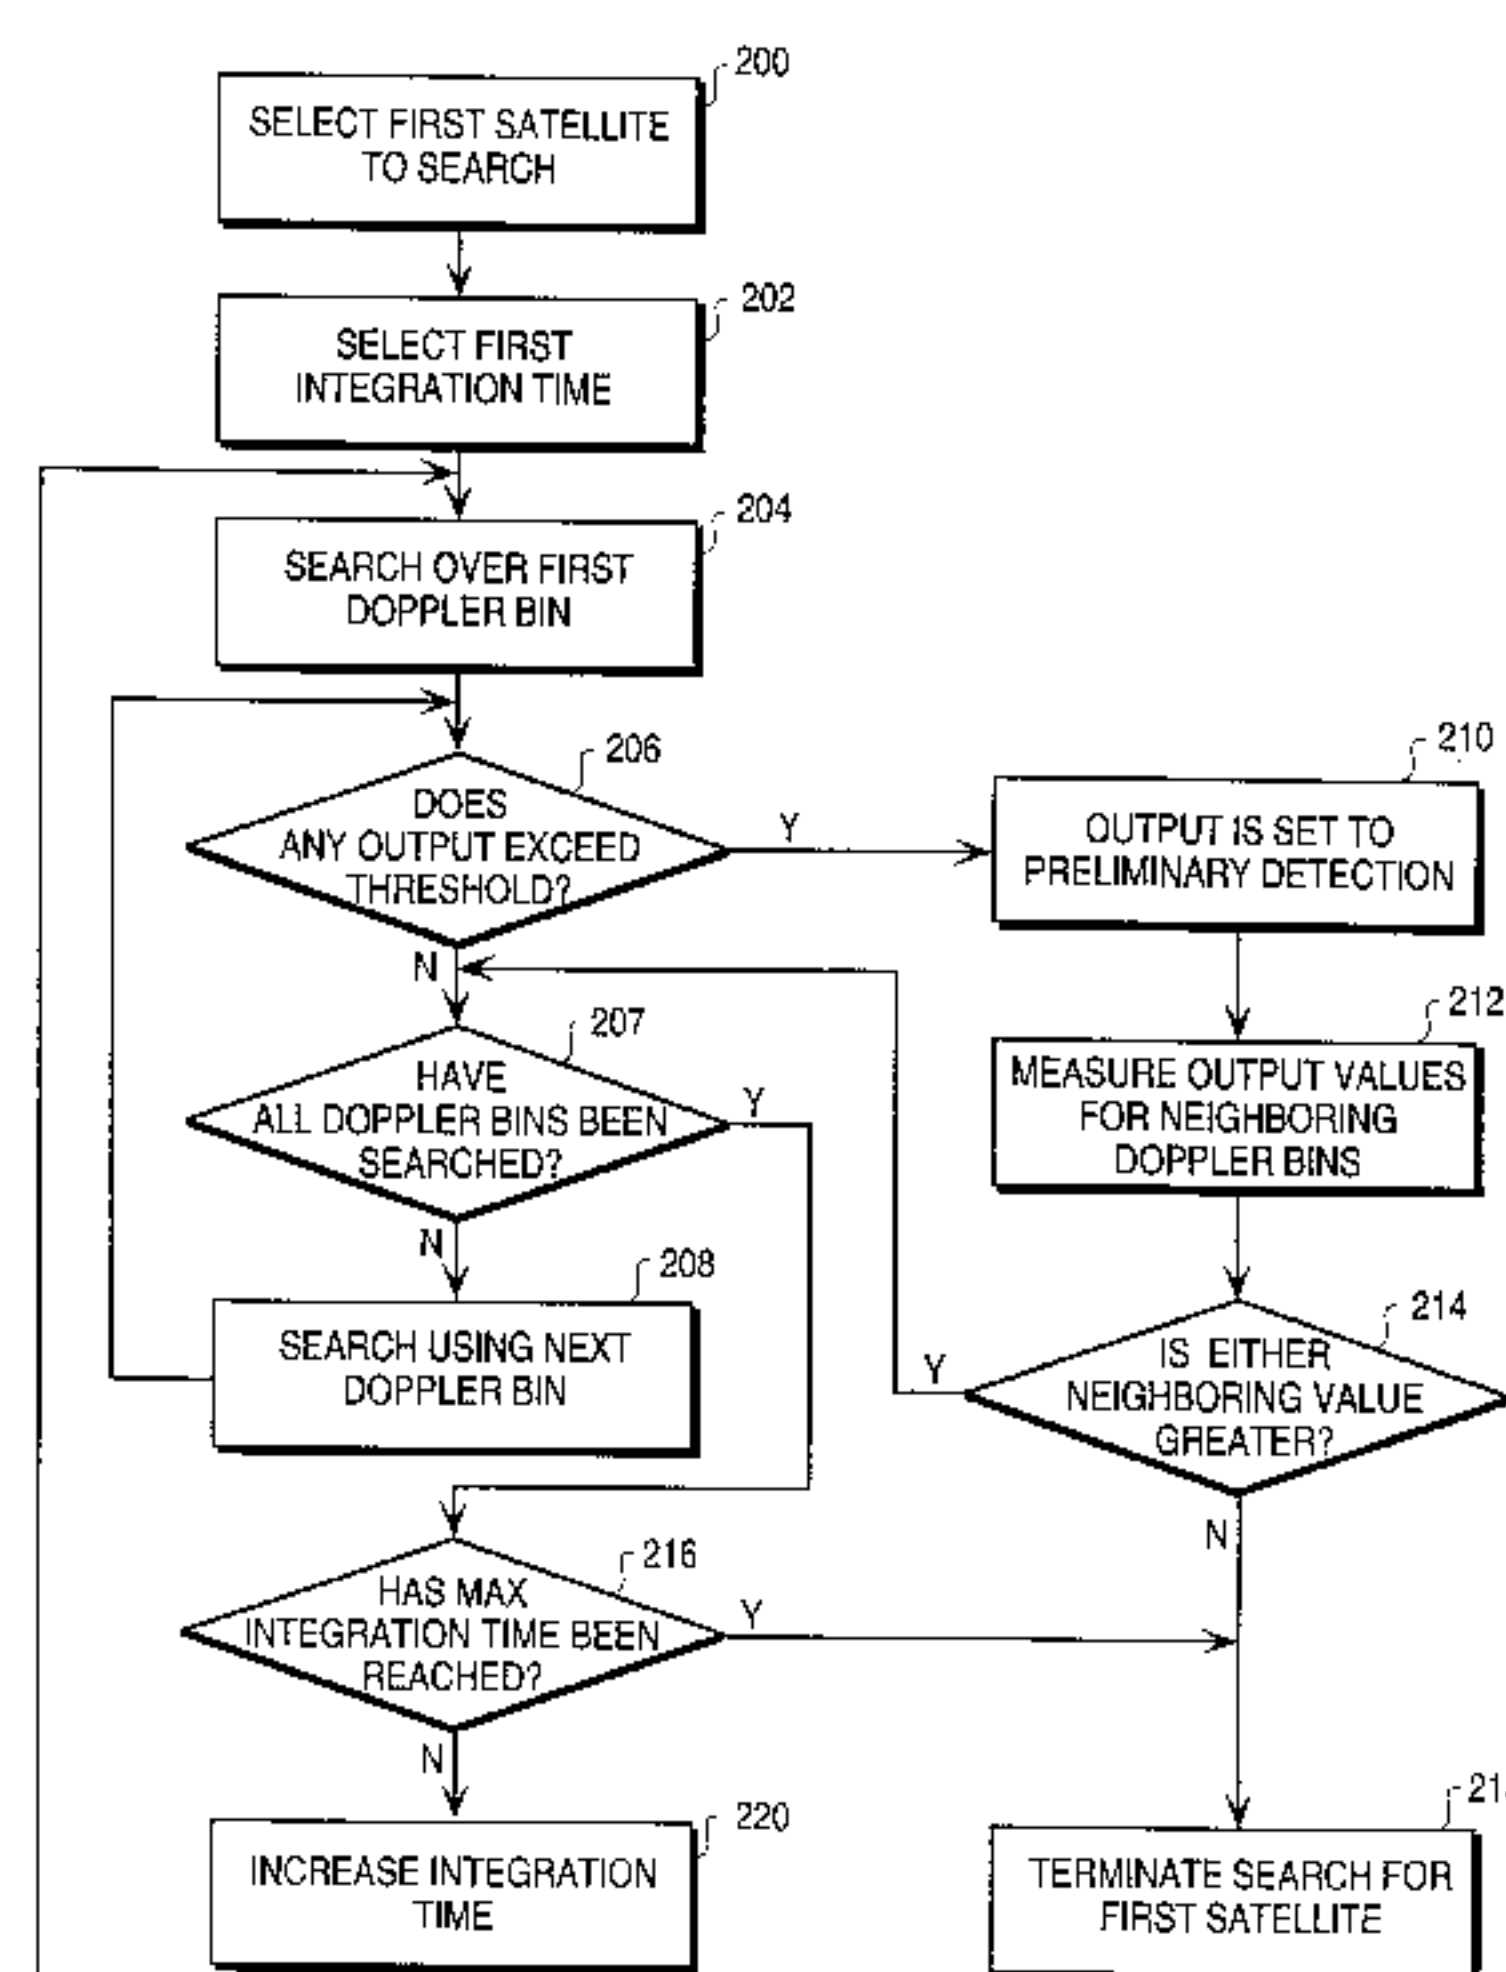 200
SELECT FIRST SATELLITE
TO SEARCH
202
SELECT FIRST
INTEGRATION TIME
204
SEARCH OVER FIRST
DOPPLER BIN
206
DOES
ANY OUTPUT EXCEED
THRESHOLD?
Y
N
210
OUTPUT IS SET TO
PRELIMINARY DETECTION
207
HAVE
ALL DOPPLER BINS BEEN
SEARCHED?
Y
N
212
MEASURE OUTPUT VALUES
FOR NEIGHBORING
DOPPLER BINS
208
SEARCH USING NEXT
DOPPLER BIN
214
IS EITHER
NEIGHBORING VALUE
GREATER?
Y
N
216
HAS MAX
INTEGRATION TIME BEEN
REACHED?
Y
N
220
INCREASE INTEGRATION
TIME
TERMINATE SEARCH FOR
FIRST SATELLITE